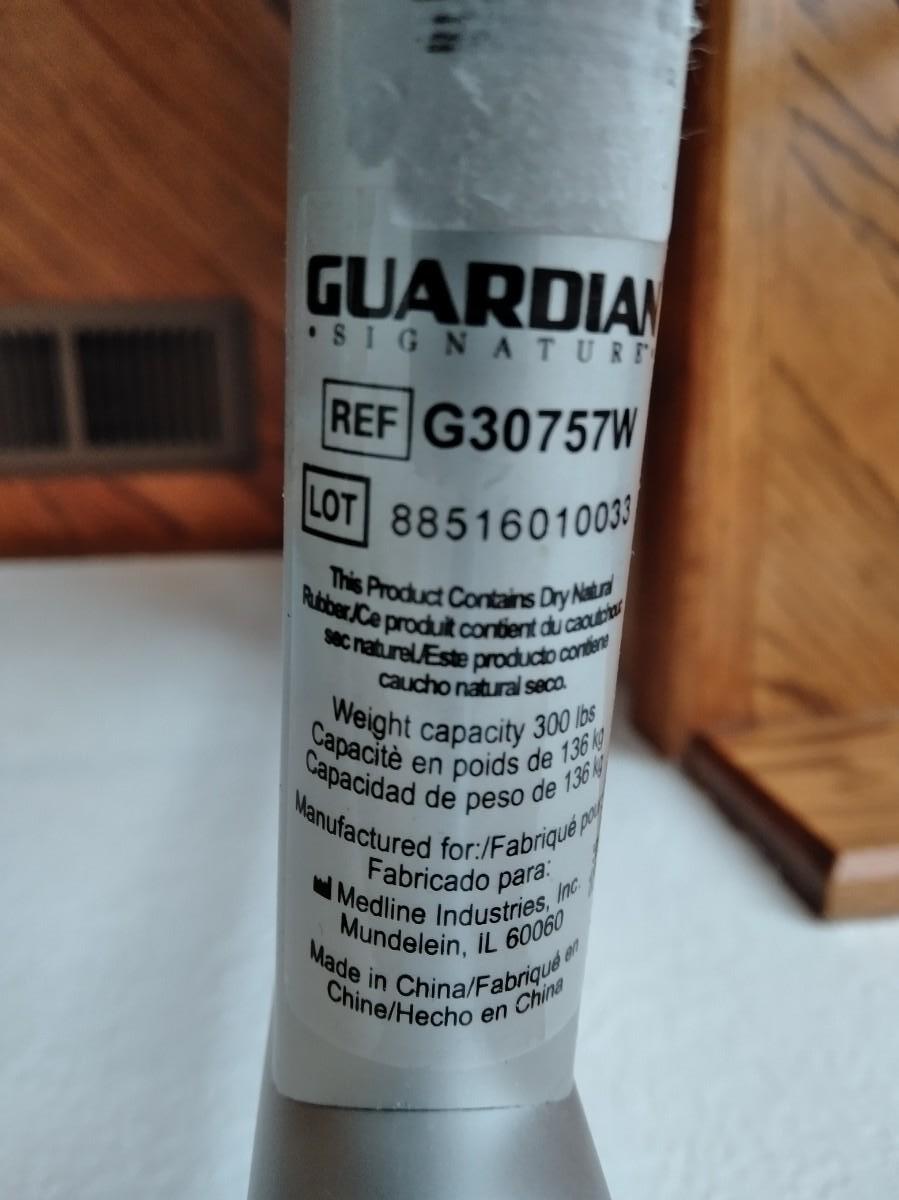 GUARDIAN
• SIGNATURE •
REF G30757W
LOT 88516010033
This Product Contains Dry Natural
Rubber./Ce produit contient du caoutchouc
sec naturel./Este producto contiene
caucho natural seco.
Weight capacity 300 lbs
Capacitè en poids de 136 kg
Capacidad de peso de 136 kg
Manufactured for:/Fabriqué pour
Fabricado para:
Medline Industries, Inc.
Mundelein, IL 60060
Made in China/Fabriqué en
Chine/Hecho en China